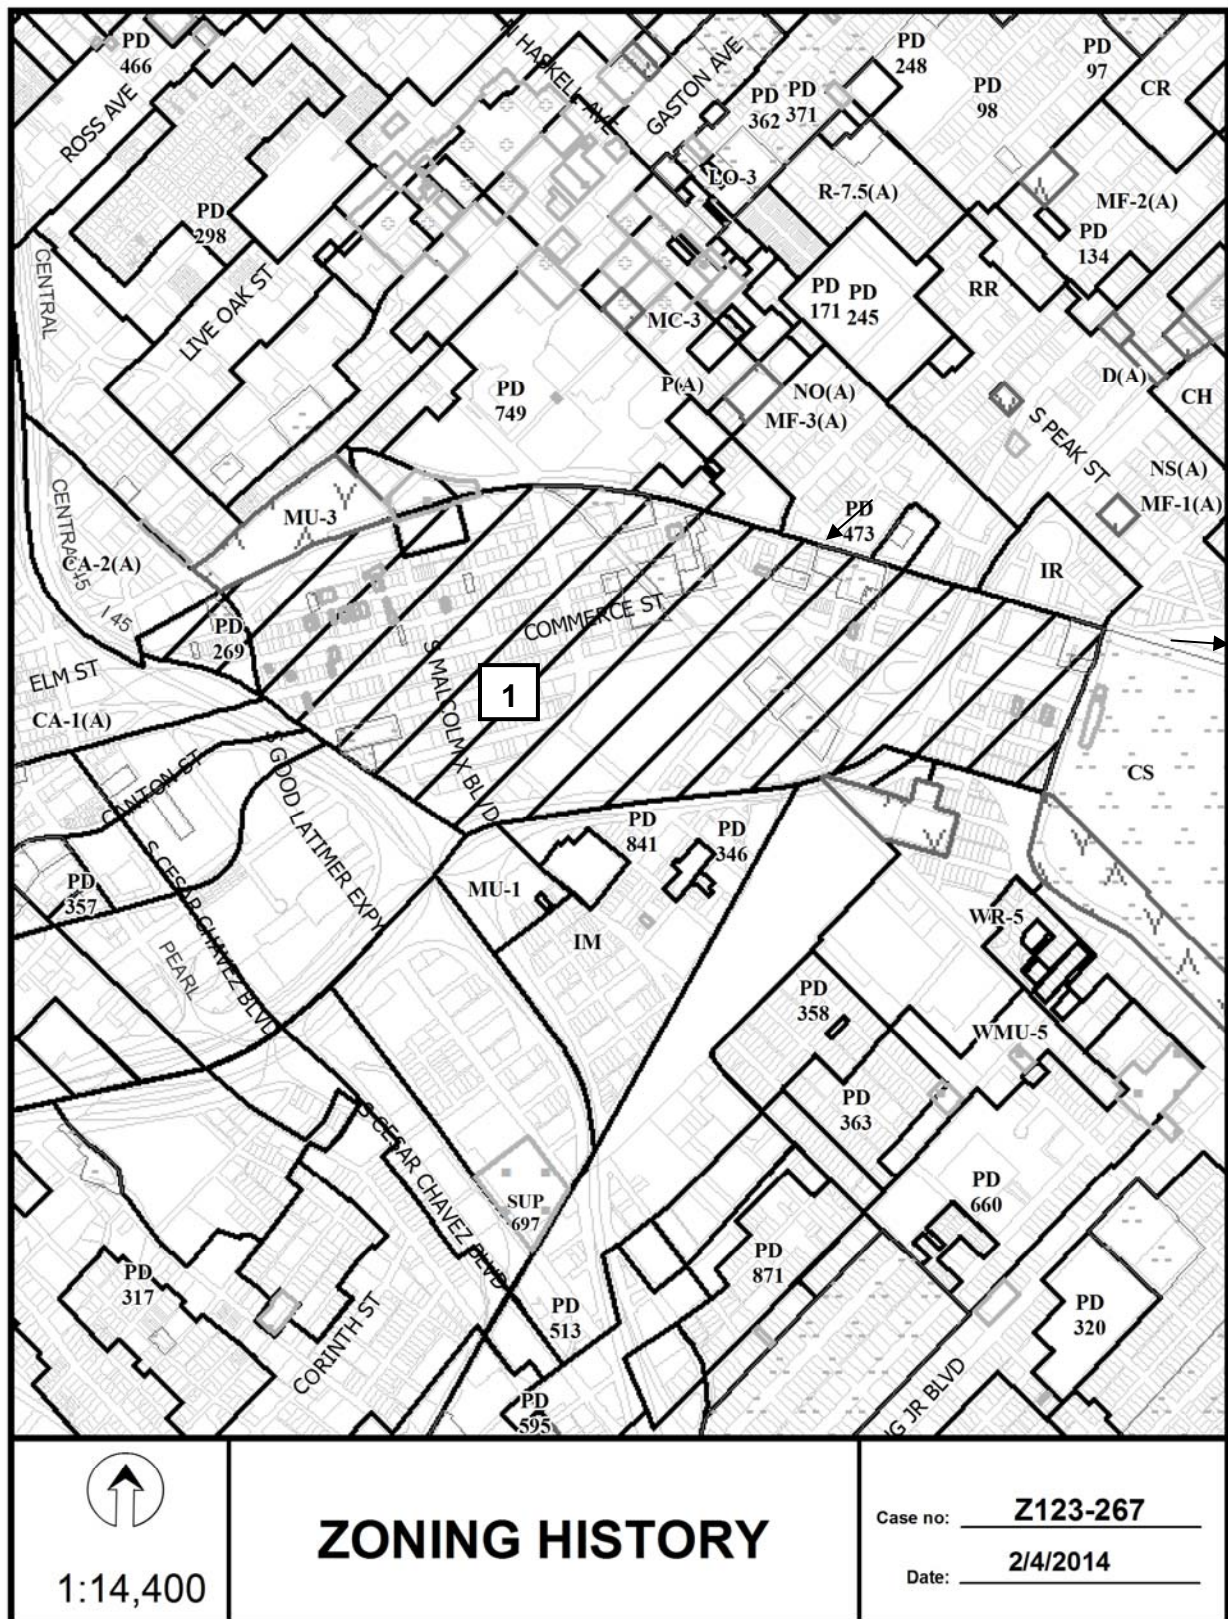 PD
466
ROSS AVE
N HASKELL AVE
GASTON AVE
PD
362
PD
371
PD
248
PD
98
PD
97
CR
LO-3
R-7.5(A)
MF-2(A)
PD
134
PD
298
CENTRAL
LIVE OAK ST
MC-3
PD
171
PD
245
RR
D(A)
CH
P(A)
NO(A)
MF-3(A)
PD
749
S PEAK ST
NS(A)
MF-1(A)
MU-3
CENTRAL
45
CA-2(A)
I 45
PD
473
IR
PD
269
COMMERCE ST
S MALCOLM X BLVD
1
ELM ST
CA-1(A)
CS
CANTON ST
S GOOD LATIMER EXPY
S CESAR CHAVEZ BLVD
PD
357
PEARL
PD
841
PD
346
MU-1
IM
WR-5
PD
358
WMU-5
PD
363
S CESAR CHAVEZ BLVD
SUP
697
PD
660
PD
871
PD
317
CORINTH ST
PD
513
PD
320
PD
595
NG JR BLVD
1:14,400
ZONING HISTORY
Case no: Z123-267
Date: 2/4/2014